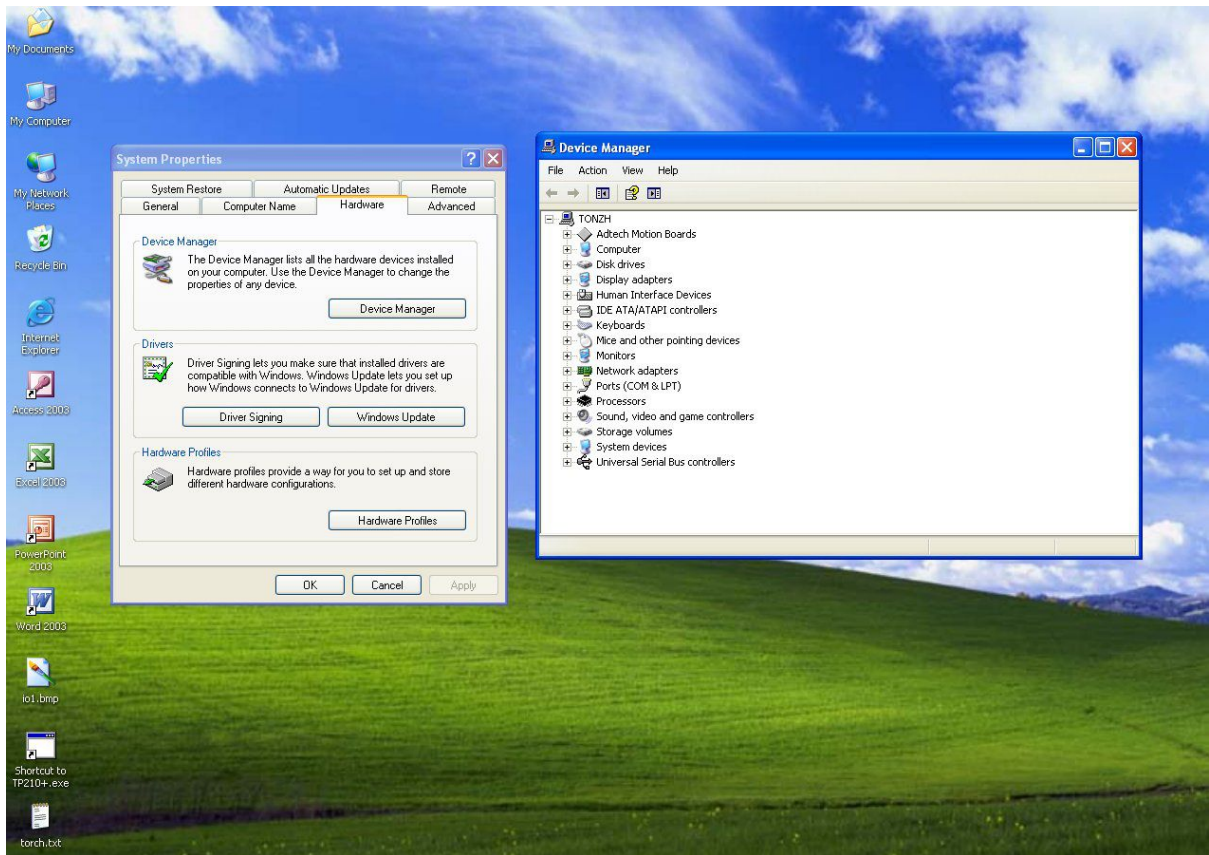 My Documents
My Computer
My Network
Places
Recycle Bin
Internet
Explorer
Access 2003
Excel 2003
PowerPoint
2003
Word 2003
io1.bmp
Shortcut to
TP210+.exe
torch.txt
System Properties
System Restore
Automatic Updates
Remote
General
Computer Name
Hardware
Advanced
Device Manager
The Device Manager lists all the hardware devices installed
on your computer. Use the Device Manager to change the
properties of any device.
Device Manager
Drivers
Driver Signing lets you make sure that installed drivers are
compatible with Windows. Windows Update lets you set up
how Windows connects to Windows Update for drivers.
Driver Signing
Windows Update
Hardware Profiles
Hardware profiles provide a way for you to set up and store
different hardware configurations.
Hardware Profiles
OK
Cancel
Apply
Device Manager
File Action View Help
TONZH
Adtech Motion Boards
Computer
Disk drives
Display adapters
Human Interface Devices
IDE ATA/ATAPI controllers
Keyboards
Mice and other pointing devices
Monitors
Network adapters
Ports (COM & LPT)
Processors
Sound, video and game controllers
Storage volumes
System devices
Universal Serial Bus controllers